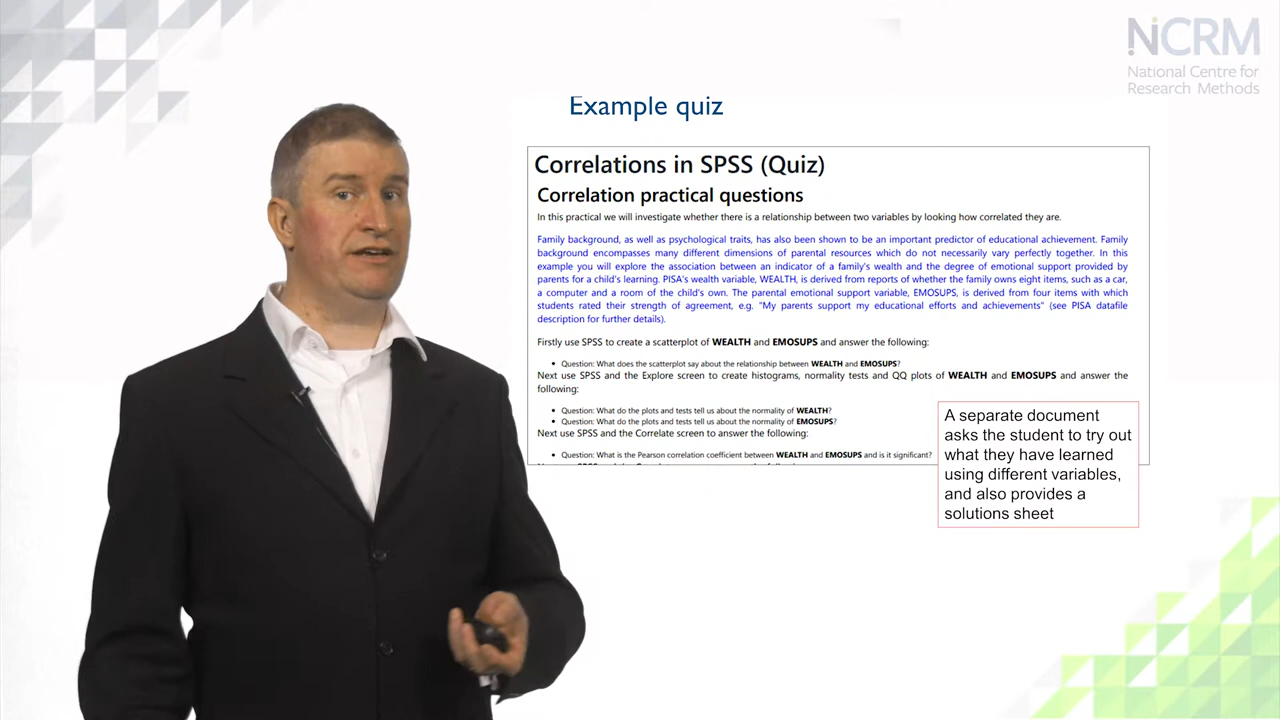 NCRM
National Centre for
Research Methods
Example quiz
Correlations in SPSS (Quiz)
Correlation practical questions
In this practical we will investigate whether there is a relationship between two variables by looking how correlated they are.
Family background, as well as psychological traits, has also been shown to be an important predictor of educational achievement. Family
background encompasses many different dimensions of parental resources which do not necessarily vary perfectly together. In this
example you will explore the association between an indicator of a family's wealth and the degree of emotional support provided by
parents for a child's learning. PISA's wealth variable, WEALTH, is derived from reports of whether the family owns eight items, such as a car,
a computer and a room of the child's own. The parental emotional support variable, EMOSUPS, is derived from four items with which
students rated their strength of agreement, e.g. "My parents support my educational efforts and achievements" (see PISA datafile
description for further details).
Firstly use SPSS to create a scatterplot of WEALTH and EMOSUPS and answer the following:
• Question: What does the scatterplot say about the relationship between WEALTH and EMOSUPS?
Next use SPSS and the Explore screen to create histograms, normality tests and QQ plots of WEALTH and EMOSUPS and answer the
following:
• Question: What do the plots and tests tell us about the normality of WEALTH?
• Question: What do the plots and tests tell us about the normality of EMOSUPS?
Next use SPSS and the Correlate screen to answer the following:
• Question: What is the Pearson correlation coefficient between WEALTH and EMOSUPS and is it significant?
A separate document
asks the student to try out
what they have learned
using different variables,
and also provides a
solutions sheet